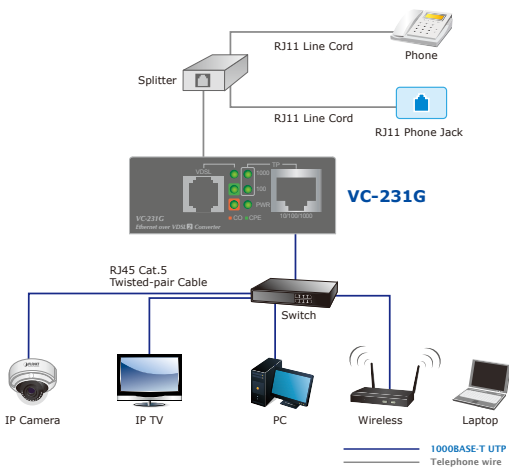 RJ11 Line Cord
Phone
Splitter
RJ11 Line Cord
RJ11 Phone Jack
VDSL
TP
1000
100
PWR
VC-231G
CO CPE
10/100/1000
Ethernet over VDSL2 Converter
VC-231G
RJ45 Cat.5
Twisted-pair Cable
Switch
PLANET
IP Camera
IP TV
PC
Wireless
Laptop
1000BASE-T UTP
Telephone wire